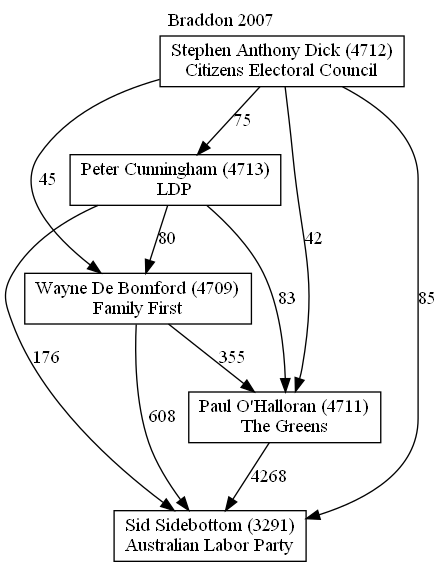 Braddon 2007
Stephen Anthony Dick (4712)
Citizens Electoral Council
75
Peter Cunningham (4713)
LDP
45
80
42
Wayne De Bomford (4709)
Family First
83
85
176
355
Paul O'Halloran (4711)
The Greens
608
4268
Sid Sidebottom (3291)
Australian Labor Party